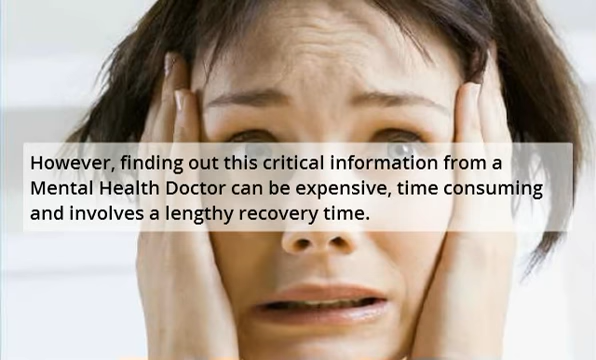 However, finding out this critical information from a
Mental Health Doctor can be expensive, time consuming
and involves a lengthy recovery time.